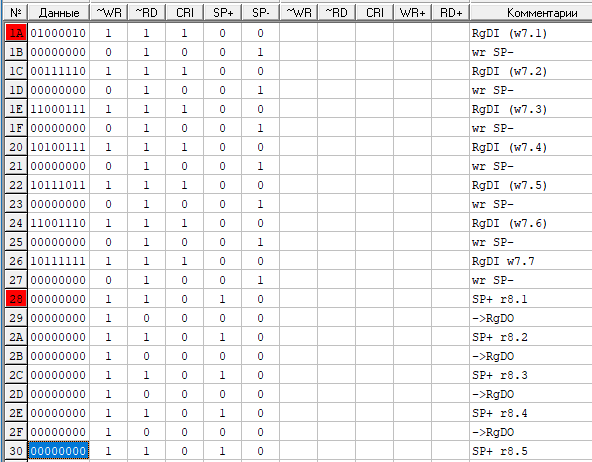 № Данные ~WR ~RD CRI SP+ SP- ~WR ~RD CRI WR+ RD+ Комментарии
1A 01000010 1 1 1 0 0 RgDI (w7.1)
1B 00000000 0 1 0 0 1 wr SP-
1C 00111110 1 1 1 0 0 RgDI (w7.2)
1D 00000000 0 1 0 0 1 wr SP-
1E 11000111 1 1 1 0 0 RgDI (w7.3)
1F 00000000 0 1 0 0 1 wr SP-
20 10100111 1 1 1 0 0 RgDI (w7.4)
21 00000000 0 1 0 0 1 wr SP-
22 10111011 1 1 1 0 0 RgDI (w7.5)
23 00000000 0 1 0 0 1 wr SP-
24 11001110 1 1 1 0 0 RgDI (w7.6)
25 00000000 0 1 0 0 1 wr SP-
26 10111111 1 1 1 0 0 RgDI w7.7
27 00000000 0 1 0 0 1 wr SP-
28 00000000 1 1 0 1 0 SP+ r8.1
29 00000000 1 0 0 0 0 ->RgDO
2A 00000000 1 1 0 1 0 SP+ r8.2
2B 00000000 1 0 0 0 0 ->RgDO
2C 00000000 1 1 0 1 0 SP+ r8.3
2D 00000000 1 0 0 0 0 ->RgDO
2E 00000000 1 1 0 1 0 SP+ r8.4
2F 00000000 1 0 0 0 0 ->RgDO
30 00000000 1 1 0 1 0 SP+ r8.5